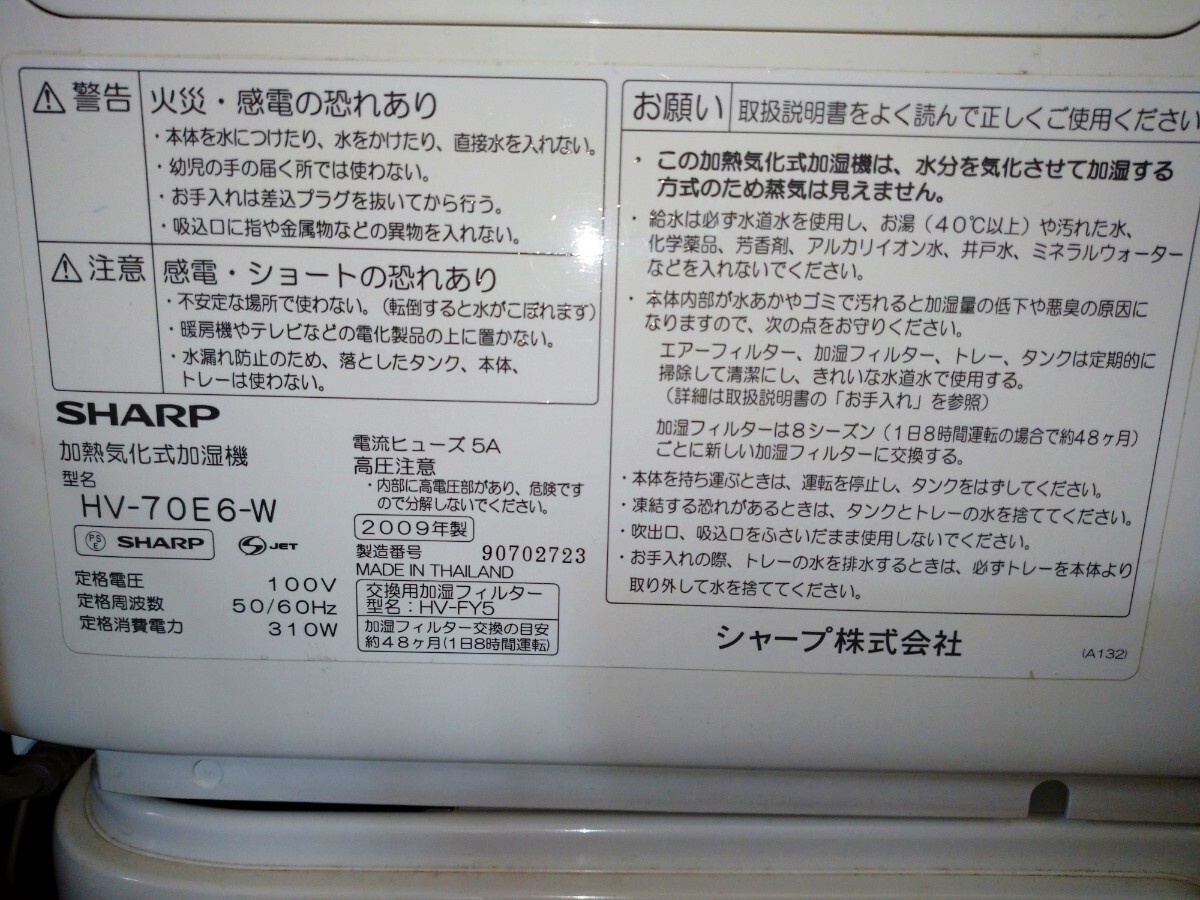 ⚠警告
火災・感電の恐れあり
・本体を水につけたり、水をかけたり、直接水を入れない。
・幼児の手の届く所では使わない。
・お手入れは差込プラグを抜いてから行う。
・吸込口に指や金属物などの異物を入れない。
⚠注意
感電・ショートの恐れあり
・不安定な場所で使わない。(転倒すると水がこぼれます)
・暖房機やテレビなどの電化製品の上に置かない。
・水漏れ防止のため、落としたタンク、本体、
トレーは使わない。
SHARP
加熱気化式加湿機
型名
HV-70E6-W
PSE SHARP
S JET
定格電圧 100V
定格周波数 50/60Hz
定格消費電力 310W
電流ヒューズ 5A
高圧注意
・内部に高電圧部があり、危険です
ので分解しないでください。
2009年製
製造番号 90702723
MADE IN THAILAND
交換用加湿フィルター
型名：HV-FY5
加湿フィルター交換の目安
約48ヶ月(1日8時間運転)
お願い
取扱説明書をよく読んで正しくご使用ください
・この加熱気化式加湿機は、水分を気化させて加湿する
方式のため蒸気は見えません。
・給水は必ず水道水を使用し、お湯（40℃以上）や汚れた水、
化学薬品、芳香剤、アルカリイオン水、井戸水、ミネラルウォーター
などを入れないでください。
・本体内部が水あかやゴミで汚れると加湿量の低下や悪臭の原因に
なりますので、次の点をお守りください。
エアーフィルター、加湿フィルター、トレー、タンクは定期的に
掃除して清潔にし、きれいな水道水で使用する。
（詳細は取扱説明書の「お手入れ」を参照）
加湿フィルターは8シーズン（1日8時間運転の場合で約48ヶ月）
ごとに新しい加湿フィルターに交換する。
・本体を持ち運ぶときは、運転を停止し、タンクをはずしてください。
・凍結する恐れがあるときは、タンクとトレーの水を捨ててください。
・吹出口、吸込口をふさいだまま使用しないでください。
・お手入れの際、トレーの水を排水するときは、必ずトレーを本体より
取り外して水を捨ててください。
シャープ株式会社
(A132)